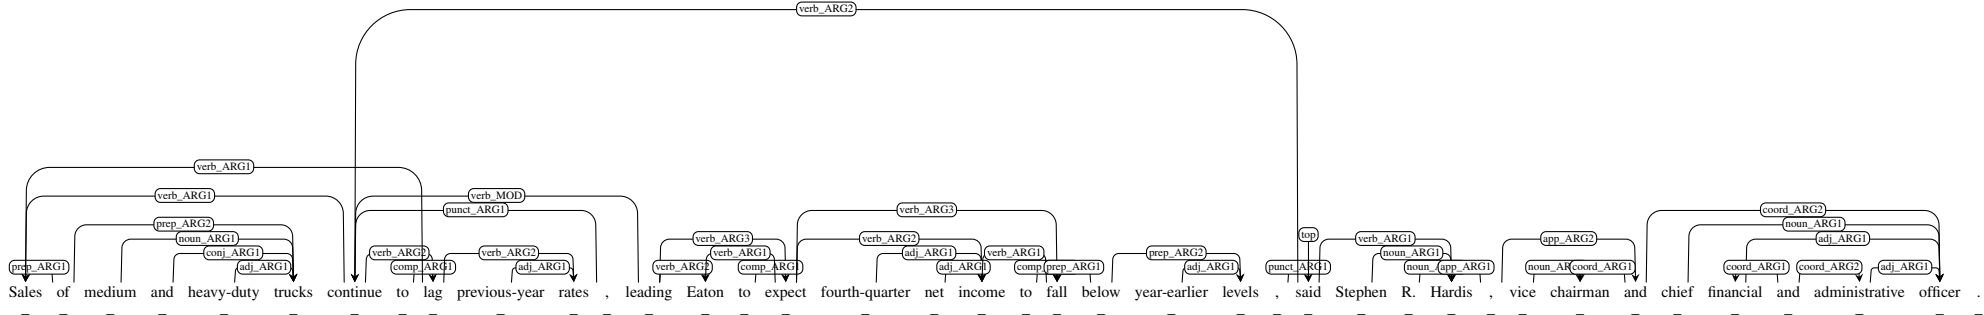 verb_ARG2
verb_ARG1
verb_ARG1 verb_MOD
punct_ARG1 verb_ARG3 coord_ARG2
prep_ARG2 noun_ARG1
top
noun_ARG1 verb_ARG3 verb_ARG2 verb_ARG1 app_ARG2 adj_ARG1
conj_ARG1 verb_ARG2 verb_ARG2 verb_ARG1 adj_ARG1 verb_ARG1 prep_ARG2 noun_ARG1
prep_ARG1 adj_ARG1 comp_ARG1 adj_ARG1 verb_ARG2 comp_ARG1 adj_ARG1 prep_ARG1 adj_ARG1 punct_ARG1 app_ARG1 coord_ARG1 coord_ARG1 coord_ARG2 adj_ARG1
Sales of medium and heavy-duty trucks continue to lag previous-year rates , leading Eaton to expect fourth-quarter net income to fall below year-earlier levels , said Stephen R. Hardis , vice chairman and chief financial and administrative officer .
_ _ _ _ _ _ _ _ _ _ _ _ _ _ _ _ _ _ _ _ _ _ _ _ _ _ _ _ _ _ _ _ _ _ _ _ _ _ _ _